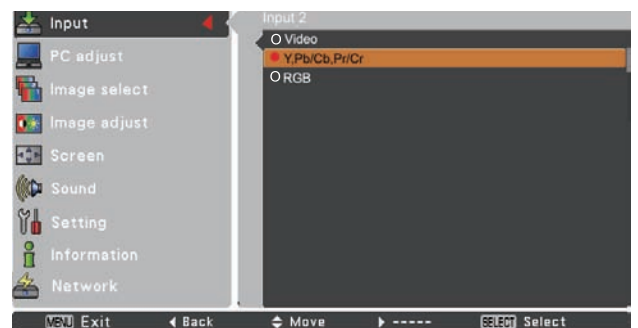 Input
PC adjust
Image select
Image adjust
Screen
Sound
Setting
Information
Network
Input 2
Video
Y,Pb/Cb,Pr/Cr
RGB
MENU Exit Back Move ----- SELECT Select